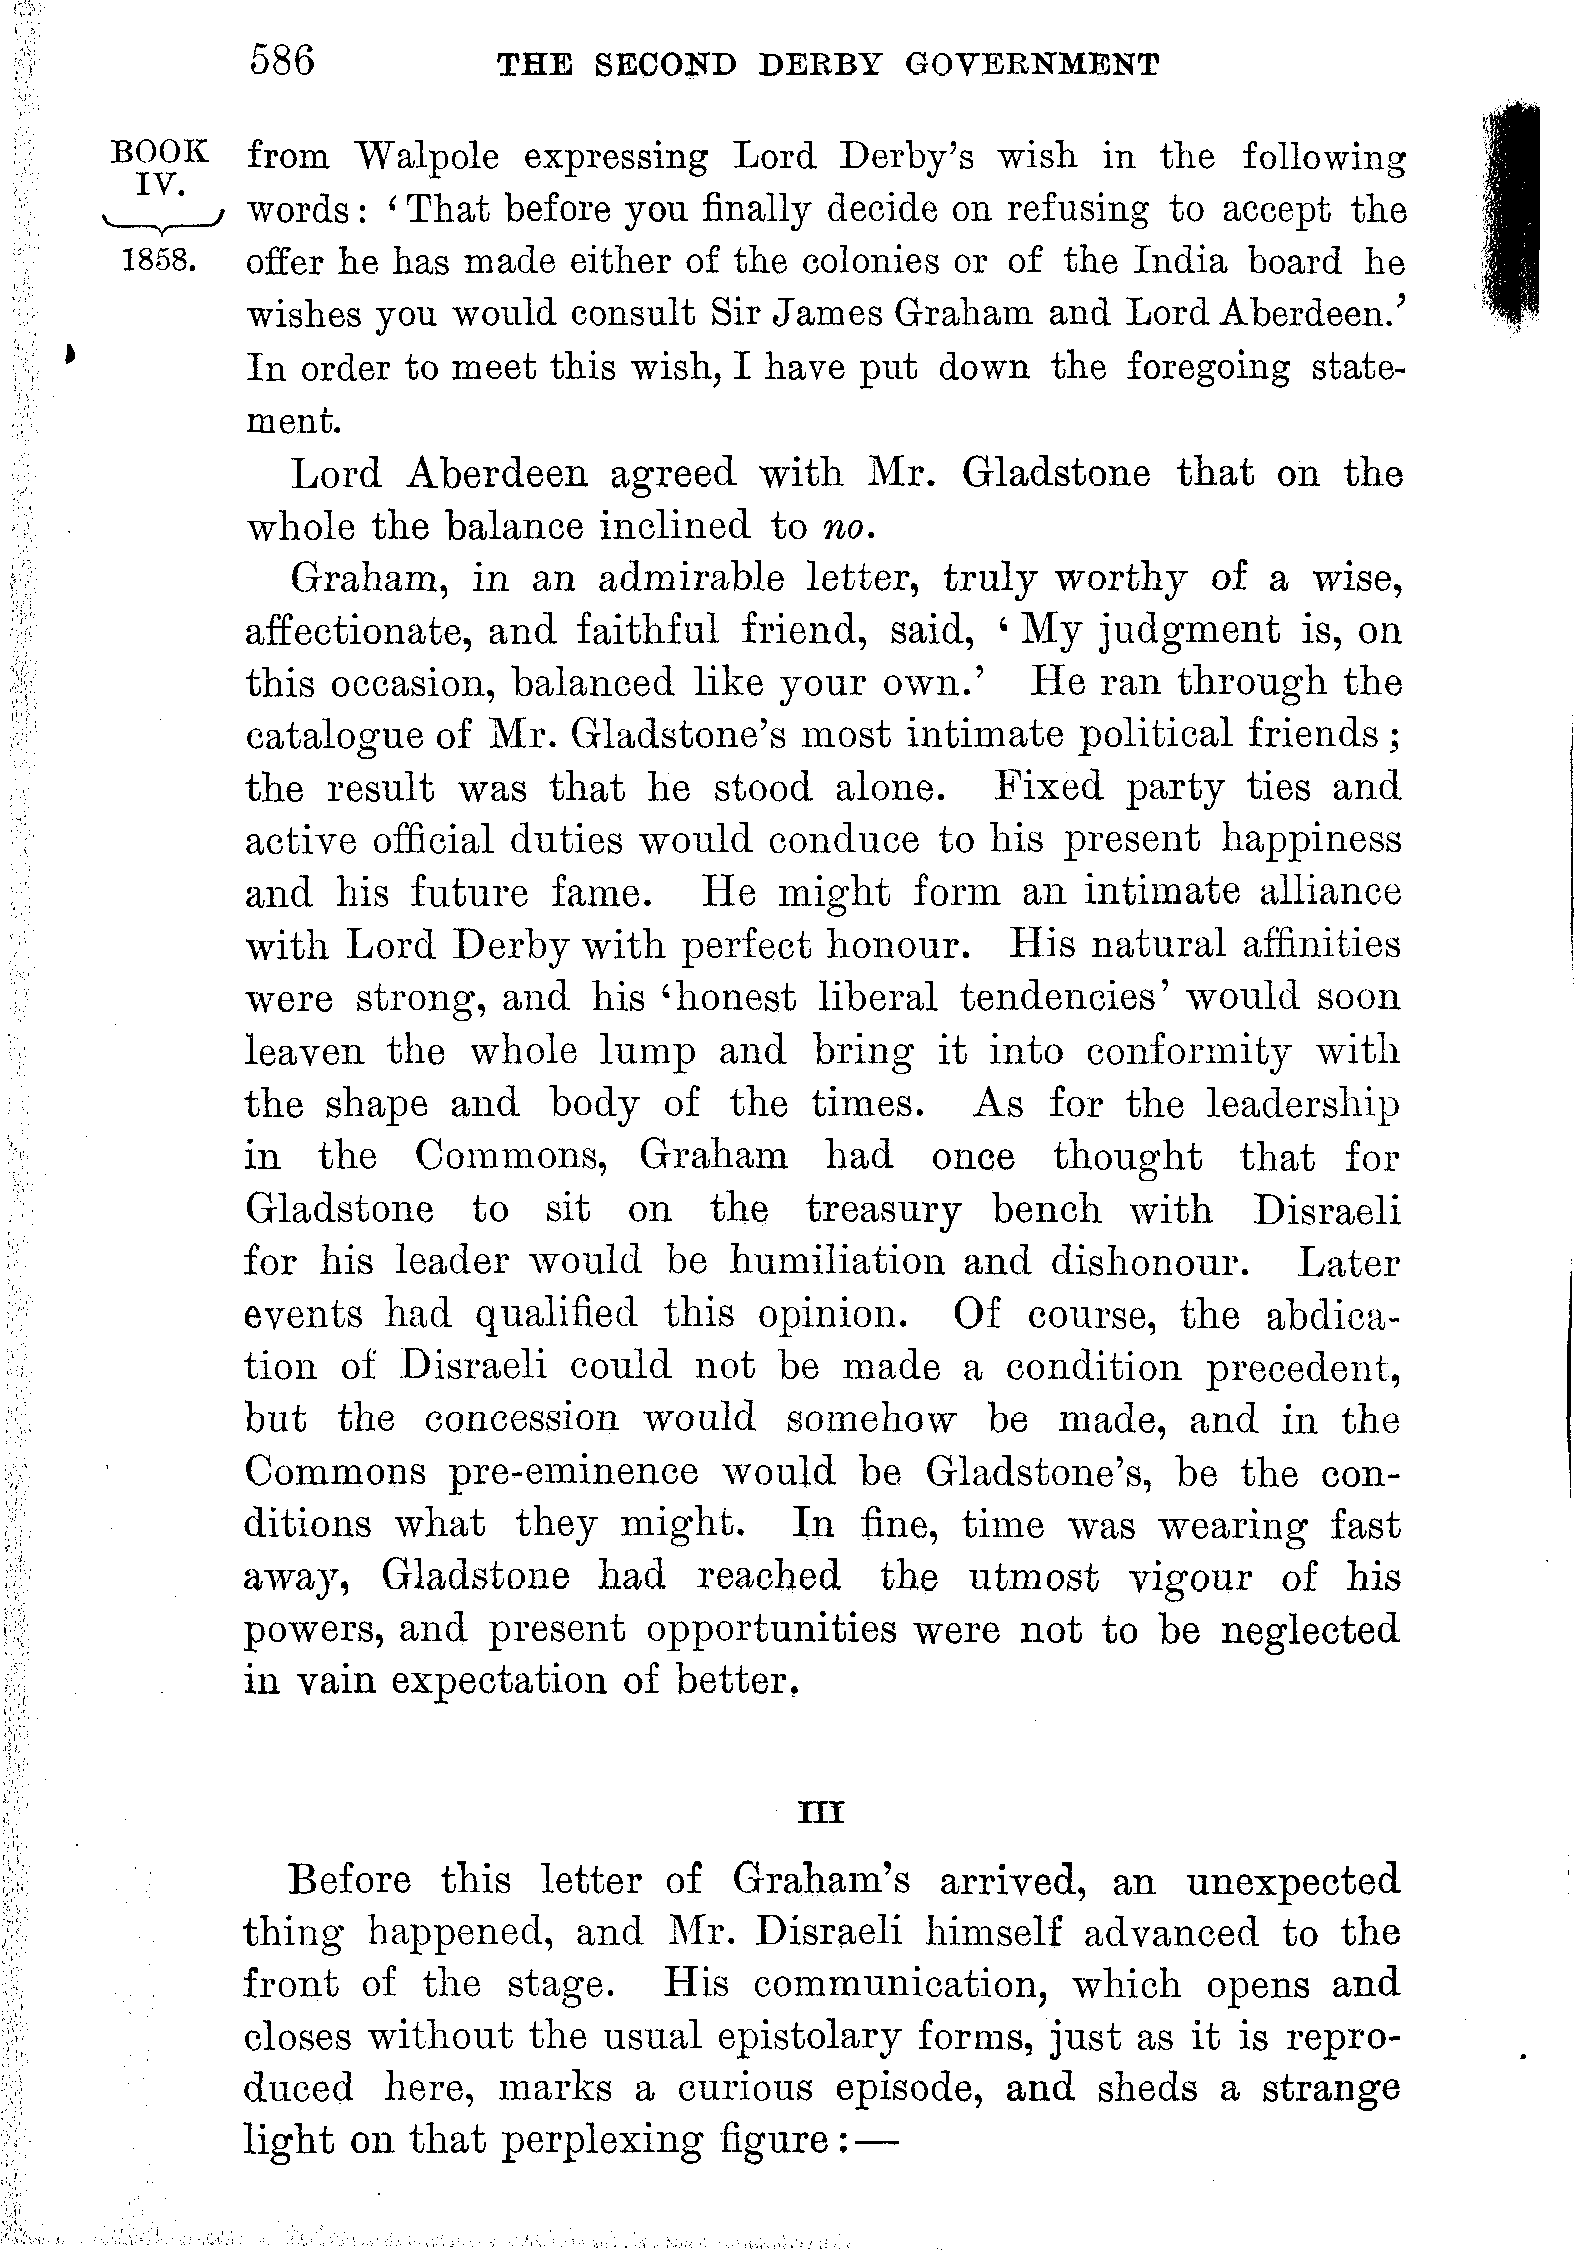 586 THE SECOND DERBY GOVERNMENT
BOOK
IV.
1858.
from Walpole expressing Lord Derby's wish in the following
words: ‘That before you finally decide on refusing to accept the
offer he has made either of the colonies or of the India board he
wishes you would consult Sir James Graham and Lord Aberdeen.’
In order to meet this wish, I have put down the foregoing state-
ment.
Lord Aberdeen agreed with Mr. Gladstone that on the
whole the balance inclined to no.
Graham, in an admirable letter, truly worthy of a wise,
affectionate, and faithful friend, said, ‘My judgment is, on
this occasion, balanced like your own.’ He ran through the
catalogue of Mr. Gladstone's most intimate political friends;
the result was that he stood alone. Fixed party ties and
active official duties would conduce to his present happiness
and his future fame. He might form an intimate alliance
with Lord Derby with perfect honour. His natural affinities
were strong, and his ‘honest liberal tendencies’ would soon
leaven the whole lump and bring it into conformity with
the shape and body of the times. As for the leadership
in the Commons, Graham had once thought that for
Gladstone to sit on the treasury bench with Disraeli
for his leader would be humiliation and dishonour. Later
events had qualified this opinion. Of course, the abdica-
tion of Disraeli could not be made a condition precedent,
but the concession would somehow be made, and in the
Commons pre-eminence would be Gladstone's, be the con-
ditions what they might. In fine, time was wearing fast
away, Gladstone had reached the utmost vigour of his
powers, and present opportunities were not to be neglected
in vain expectation of better.
III
Before this letter of Graham's arrived, an unexpected
thing happened, and Mr. Disraeli himself advanced to the
front of the stage. His communication, which opens and
closes without the usual epistolary forms, just as it is repro-
duced here, marks a curious episode, and sheds a strange
light on that perplexing figure:—